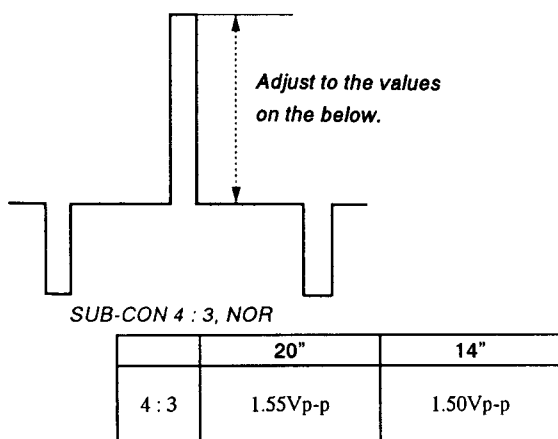 Adjust to the values
on the below.
SUB-CON 4 : 3, NOR
20" 14"
4 : 3 1.55Vp-p 1.50Vp-p